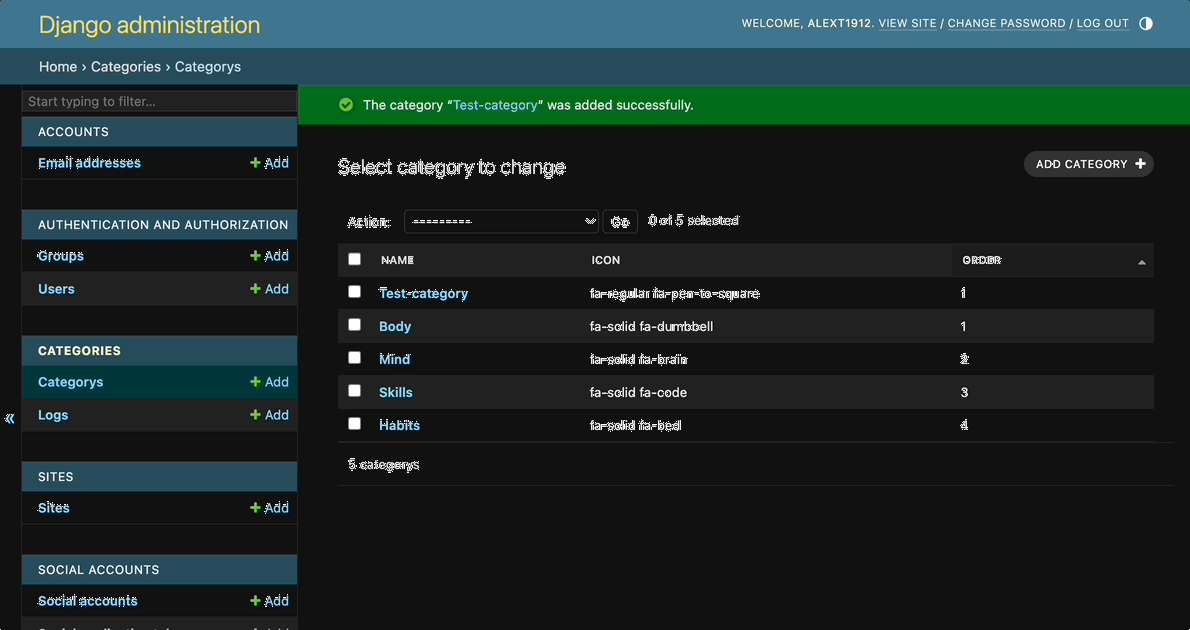 Django administration
WELCOME, ALEXT1912. VIEW SITE / CHANGE PASSWORD / LOG OUT
Home › Categories › Categorys
Start typing to filter...
The category “Test-category” was added successfully.
ACCOUNTS
Email addresses + Add
AUTHENTICATION AND AUTHORIZATION
Groups + Add
Users + Add
CATEGORIES
Categorys + Add
Logs + Add
«
SITES
Sites + Add
SOCIAL ACCOUNTS
Social accounts + Add
Select category to change
ADD CATEGORY +
Action: --------- Go 0 of 5 selected
NAME ICON ORDER
Test-category fa-regular fa-pen-to-square 1
Body fa-solid fa-dumbbell 1
Mind fa-solid fa-brain 2
Skills fa-solid fa-code 3
Habits fa-solid fa-bed 4
5 categorys